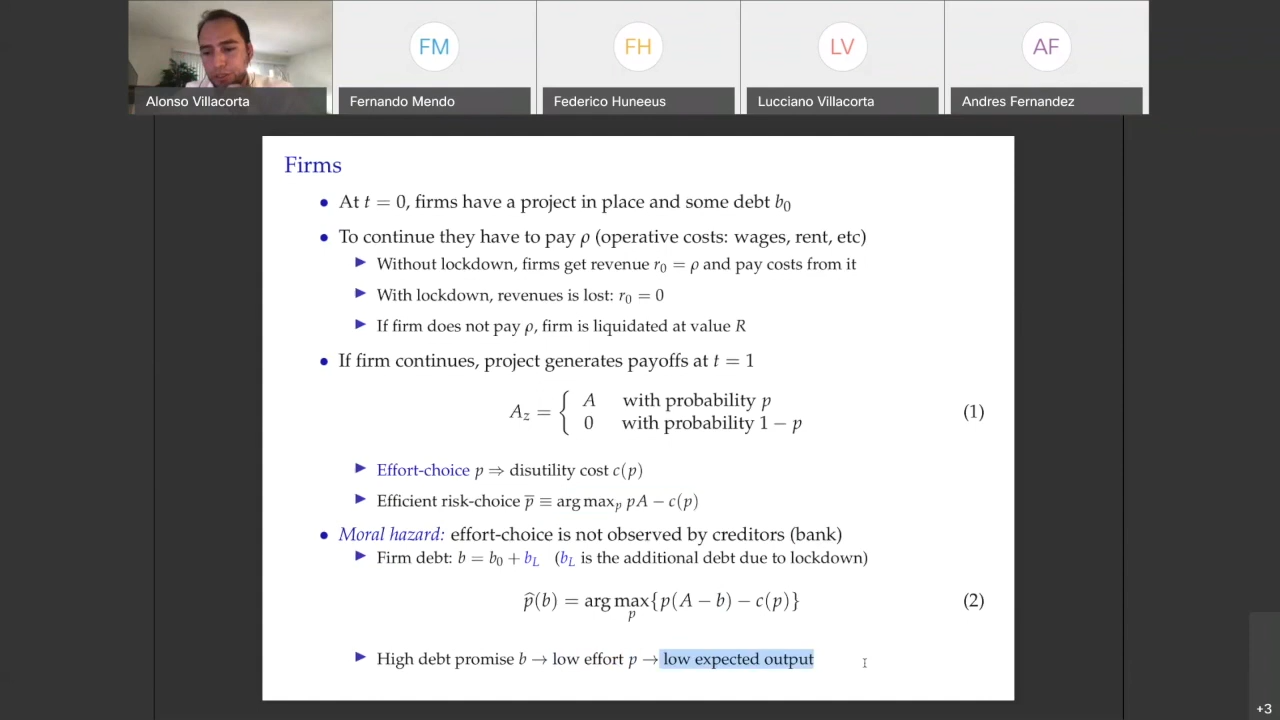 FM
FH
LV
AF
Alonso Villacorta
Fernando Mendo
Federico Huneeus
Lucciano Villacorta
Andres Fernandez
Firms
• At t = 0, firms have a project in place and some debt b₀
• To continue they have to pay ρ (operative costs: wages, rent, etc)
▶ Without lockdown, firms get revenue r₀ = ρ and pay costs from it
▶ With lockdown, revenues is lost: r₀ = 0
▶ If firm does not pay ρ, firm is liquidated at value R
• If firm continues, project generates payoffs at t = 1
A_z = { A with probability p
0 with probability 1 − p
(1)
▶ Effort-choice p ⇒ disutility cost c(p)
▶ Efficient risk-choice p̅ ≡ arg max_p pA − c(p)
• Moral hazard: effort-choice is not observed by creditors (bank)
▶ Firm debt: b = b₀ + b_L (b_L is the additional debt due to lockdown)
p̂(b) = arg max_p {p(A − b) − c(p)} (2)
▶ High debt promise b → low effort p → low expected output
+3